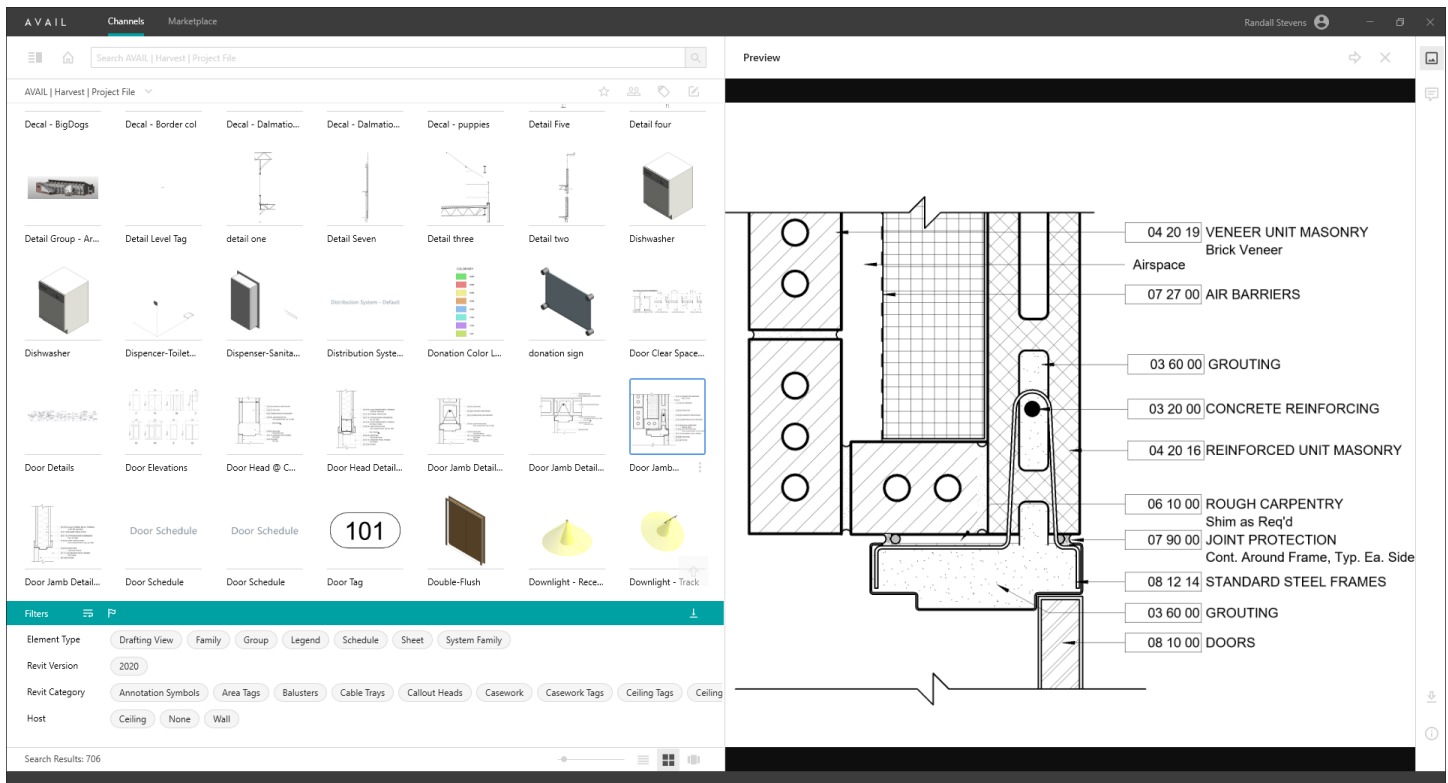 AVAIL
Channels
Marketplace
Randall Stevens
Search AVAIL | Harvest | Project File
AVAIL | Harvest | Project File
Decal - BigDogs
Decal - Border col
Decal - Dalmatio...
Decal - Dalmatio...
Decal - puppies
Detail Five
Detail four
Detail Group - Ar...
Detail Level Tag
detail one
Detail Seven
Detail three
Detail two
Dishwasher
Distribution System - Default
Dishwasher
Dispencer-Toilet...
Dispenser-Sanita...
Distribution Syste...
Donation Color L...
donation sign
Door Clear Space...
Door Details
Door Elevations
Door Head @ C...
Door Head Detail...
Door Jamb Detail...
Door Jamb Detail...
Door Jamb...
Door Schedule
Door Schedule
101
Door Jamb Detail...
Door Schedule
Door Schedule
Door Tag
Double-Flush
Downlight - Rece...
Downlight - Track
Filters
Element Type
Drafting View
Family
Group
Legend
Schedule
Sheet
System Family
Revit Version
2020
Revit Category
Annotation Symbols
Area Tags
Balusters
Cable Trays
Callout Heads
Casework
Casework Tags
Ceiling Tags
Ceiling
Host
Ceiling
None
Wall
Search Results: 706
Preview
04 20 19 VENEER UNIT MASONRY
Brick Veneer
Airspace
07 27 00 AIR BARRIERS
03 60 00 GROUTING
03 20 00 CONCRETE REINFORCING
04 20 16 REINFORCED UNIT MASONRY
06 10 00 ROUGH CARPENTRY
Shim as Req'd
07 90 00 JOINT PROTECTION
Cont. Around Frame, Typ. Ea. Side
08 12 14 STANDARD STEEL FRAMES
03 60 00 GROUTING
08 10 00 DOORS